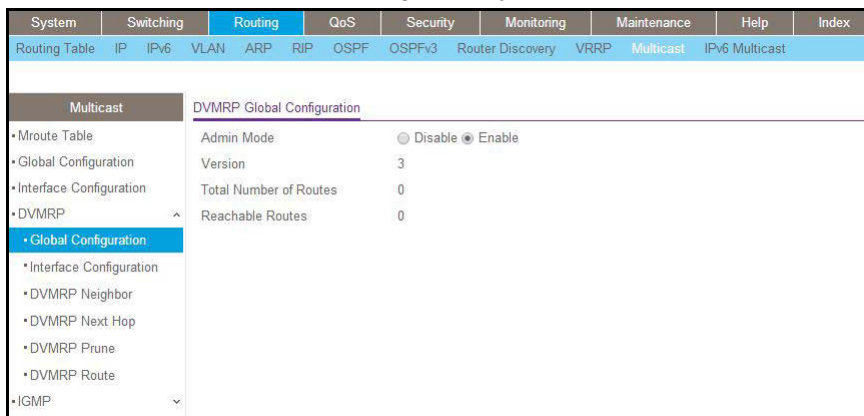 System Switching Routing QoS Security Monitoring Maintenance Help Index
Routing Table IP IPv6 VLAN ARP RIP OSPF OSPFv3 Router Discovery VRRP Multicast IPv6 Multicast
Multicast
Mroute Table
Global Configuration
Interface Configuration
DVMRP
Global Configuration
Interface Configuration
DVMRP Neighbor
DVMRP Next Hop
DVMRP Prune
DVMRP Route
IGMP
DVMRP Global Configuration
Admin Mode Disable Enable
Version 3
Total Number of Routes 0
Reachable Routes 0